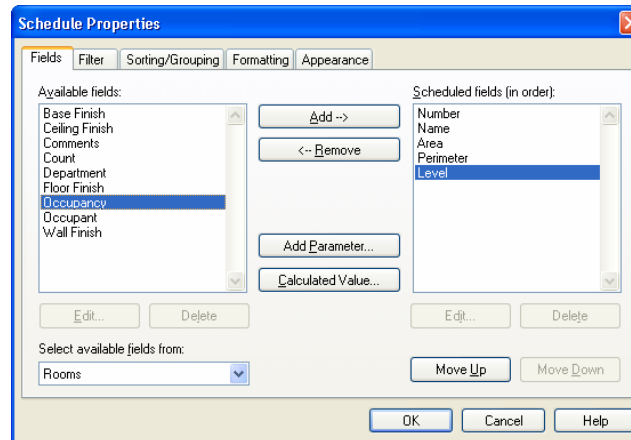 Schedule Properties
Fields Filter Sorting/Grouping Formatting Appearance
Available fields:
Base Finish
Ceiling Finish
Comments
Count
Department
Floor Finish
Occupancy
Occupant
Wall Finish
Edit... Delete
Select available fields from:
Rooms
Add -->
<-- Remove
Add Parameter...
Calculated Value...
Scheduled fields (in order):
Number
Name
Area
Perimeter
Level
Edit... Delete
Move Up Move Down
OK Cancel Help